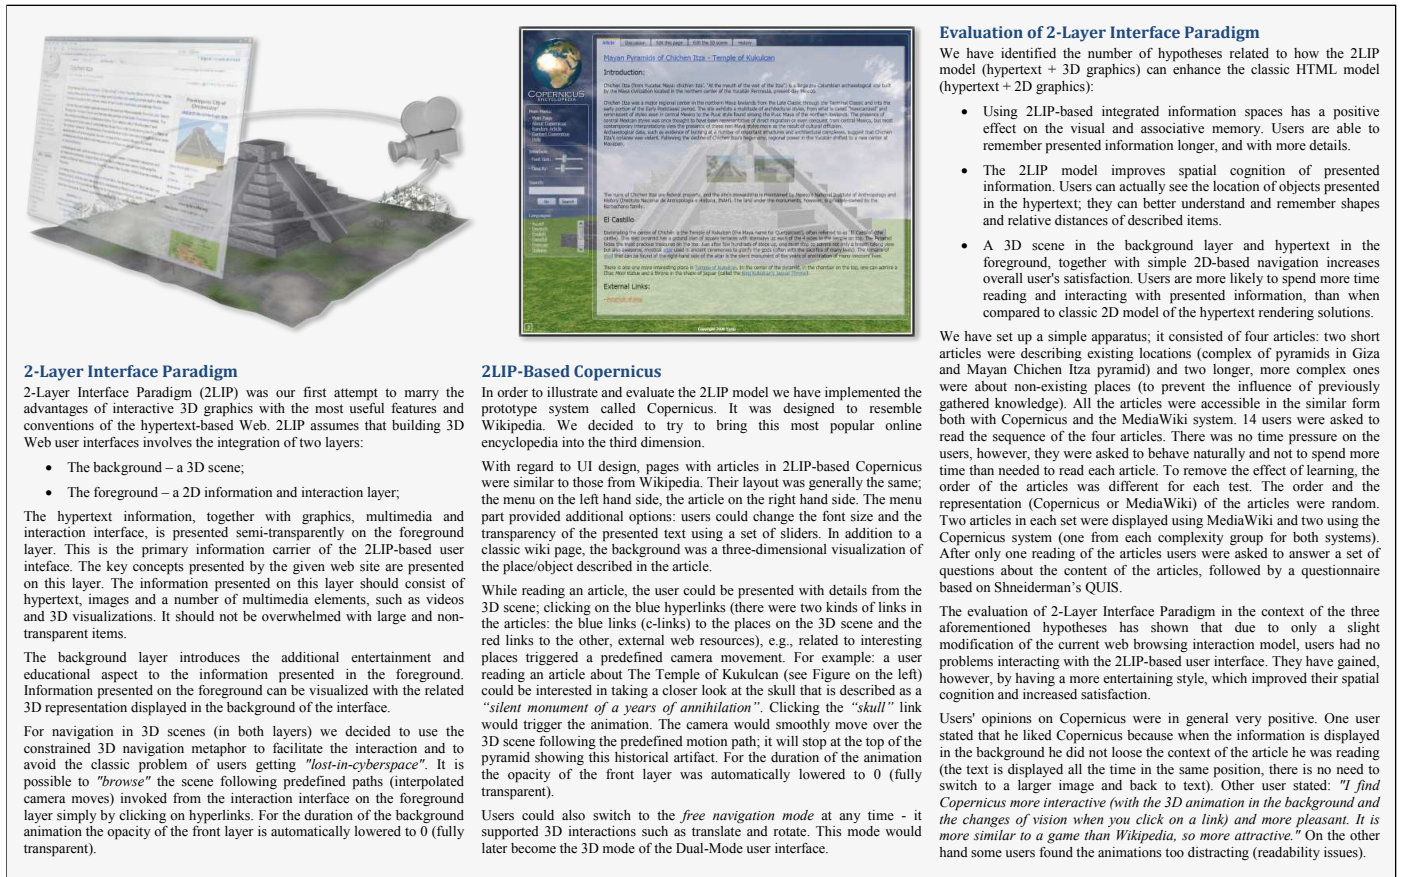 2-Layer Interface Paradigm
2-Layer Interface Paradigm (2LIP) was our first attempt to marry the
advantages of interactive 3D graphics with the most useful features and
conventions of the hypertext-based Web. 2LIP assumes that building 3D
Web user interfaces involves the integration of two layers:
• The background – a 3D scene;
• The foreground – a 2D information and interaction layer;
The hypertext information, together with graphics, multimedia and
interaction interface, is presented semi-transparently on the foreground
layer. This is the primary information carrier of the 2LIP-based user
inteface. The key concepts presented by the given web site are presented
on this layer. The information presented on this layer should consist of
hypertext, images and a number of multimedia elements, such as videos
and 3D visualizations. It should not be overwhelmed with large and non-
transparent items.
The background layer introduces the additional entertainment and
educational aspect to the information presented in the foreground.
Information presented on the foreground can be visualized with the related
3D representation displayed in the background of the interface.
For navigation in 3D scenes (in both layers) we decided to use the
constrained 3D navigation metaphor to facilitate the interaction and to
avoid the classic problem of users getting "lost-in-cyberspace". It is
possible to "browse" the scene following predefined paths (interpolated
camera moves) invoked from the interaction interface on the foreground
layer simply by clicking on hyperlinks. For the duration of the background
animation the opacity of the front layer is automatically lowered to 0 (fully
transparent).
Article Discussion Edit this page Edit the 3D scene History
COPERNICUS
ENCYCLOPEDIA
Mayan Pyramids of Chichen Itza - Temple of Kukulcan
Introduction:
El Castillo
External Links:
2LIP-Based Copernicus
In order to illustrate and evaluate the 2LIP model we have implemented the
prototype system called Copernicus. It was designed to resemble
Wikipedia. We decided to try to bring this most popular online
encyclopedia into the third dimension.
With regard to UI design, pages with articles in 2LIP-based Copernicus
were similar to those from Wikipedia. Their layout was generally the same;
the menu on the left hand side, the article on the right hand side. The menu
part provided additional options: users could change the font size and the
transparency of the presented text using a set of sliders. In addition to a
classic wiki page, the background was a three-dimensional visualization of
the place/object described in the article.
While reading an article, the user could be presented with details from the
3D scene; clicking on the blue hyperlinks (there were two kinds of links in
the articles: the blue links (c-links) to the places on the 3D scene and the
red links to the other, external web resources), e.g., related to interesting
places triggered a predefined camera movement. For example: a user
reading an article about The Temple of Kukulcan (see Figure on the left)
could be interested in taking a closer look at the skull that is described as a
"silent monument of a years of annihilation". Clicking the "skull" link
would trigger the animation. The camera would smoothly move over the
3D scene following the predefined motion path; it will stop at the top of the
pyramid showing this historical artifact. For the duration of the animation
the opacity of the front layer was automatically lowered to 0 (fully
transparent).
Users could also switch to the free navigation mode at any time - it
supported 3D interactions such as translate and rotate. This mode would
later become the 3D mode of the Dual-Mode user interface.
Evaluation of 2-Layer Interface Paradigm
We have identified the number of hypotheses related to how the 2LIP
model (hypertext + 3D graphics) can enhance the classic HTML model
(hypertext + 2D graphics):
• Using 2LIP-based integrated information spaces has a positive
effect on the visual and associative memory. Users are able to
remember presented information longer, and with more details.
• The 2LIP model improves spatial cognition of presented
information. Users can actually see the location of objects presented
in the hypertext; they can better understand and remember shapes
and relative distances of described items.
• A 3D scene in the background layer and hypertext in the
foreground, together with simple 2D-based navigation increases
overall user's satisfaction. Users are more likely to spend more time
reading and interacting with presented information, than when
compared to classic 2D model of the hypertext rendering solutions.
We have set up a simple apparatus; it consisted of four articles: two short
articles were describing existing locations (complex of pyramids in Giza
and Mayan Chichen Itza pyramid) and two longer, more complex ones
were about non-existing places (to prevent the influence of previously
gathered knowledge). All the articles were accessible in the similar form
both with Copernicus and the MediaWiki system. 14 users were asked to
read the sequence of the four articles. There was no time pressure on the
users, however, they were asked to behave naturally and not to spend more
time than needed to read each article. To remove the effect of learning, the
order of the articles was different for each test. The order and the
representation (Copernicus or MediaWiki) of the articles were random.
Two articles in each set were displayed using MediaWiki and two using the
Copernicus system (one from each complexity group for both systems).
After only one reading of the articles users were asked to answer a set of
questions about the content of the articles, followed by a questionnaire
based on Shneiderman's QUIS.
The evaluation of 2-Layer Interface Paradigm in the context of the three
aforementioned hypotheses has shown that due to only a slight
modification of the current web browsing interaction model, users had no
problems interacting with the 2LIP-based user interface. They have gained,
however, by having a more entertaining style, which improved their spatial
cognition and increased satisfaction.
Users' opinions on Copernicus were in general very positive. One user
stated that he liked Copernicus because when the information is displayed
in the background he did not loose the context of the article he was reading
(the text is displayed all the time in the same position, there is no need to
switch to a larger image and back to text). Other user stated: "I find
Copernicus more interactive (with the 3D animation in the background and
the changes of vision when you click on a link) and more pleasant. It is
more similar to a game than Wikipedia, so more attractive." On the other
hand some users found the animations too distracting (readability issues).